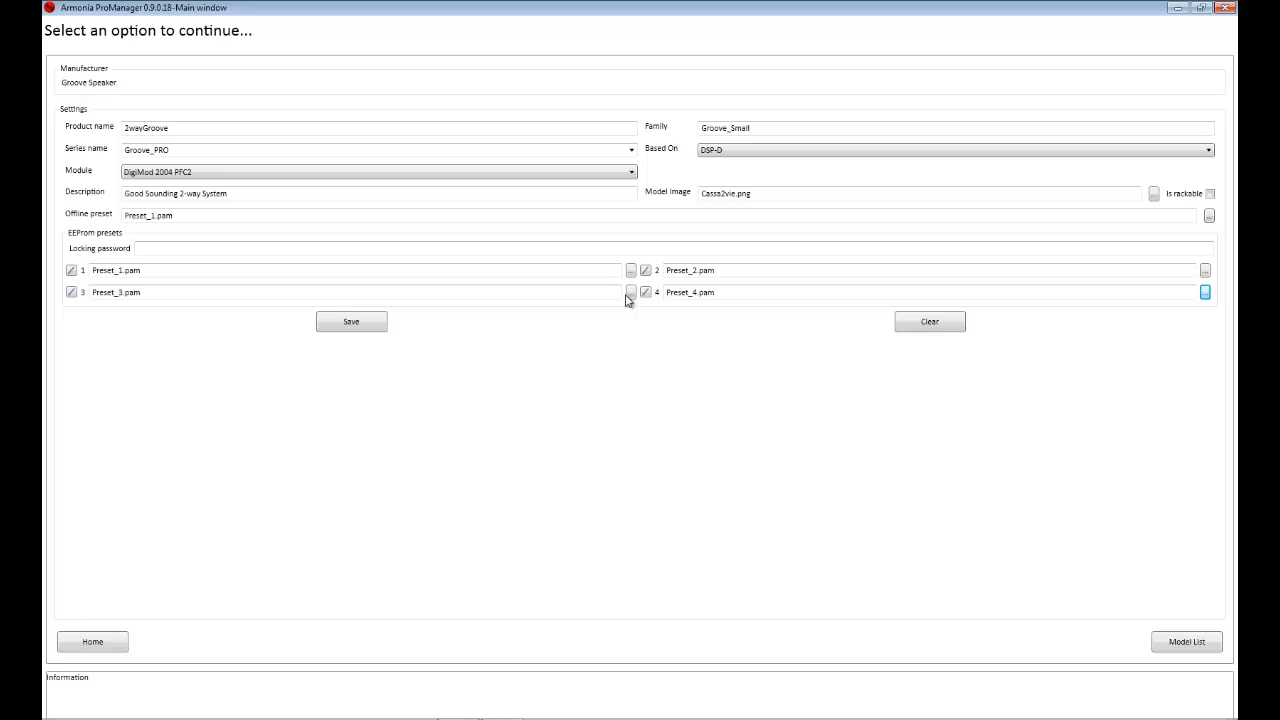 Armonía ProManager 0.9.0.18-Main window
Select an option to continue...
Manufacturer
Groove Speaker
Settings
Product name 2wayGroove Family Groove_Small
Series name Groove_PRO Based On DSP-D
Module DigiMod 2004 PFC2
Description Good Sounding 2-way System Model Image Cassa2vie.png ... Is rackable
Offline preset Preset_1.pam ...
EEProm presets
Locking password
1 Preset_1.pam ... 2 Preset_2.pam ...
3 Preset_3.pam ... 4 Preset_4.pam ...
Save Clear
Home Model List
Information